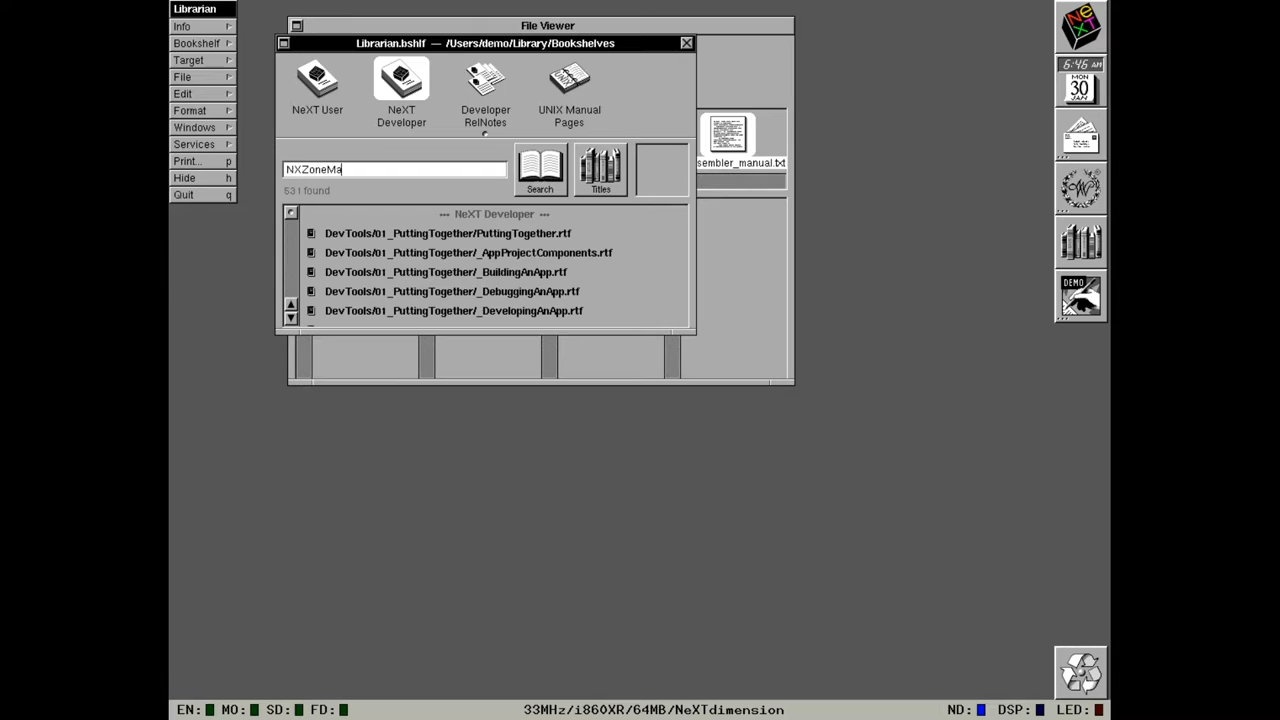 Librarian
Info
Bookshelf
Target
File
Edit
Format
Windows
Services
Print... p
Hide h
Quit q
File Viewer
Librarian.bshlf — /Users/demo/Library/Bookshelves
NeXT User
NeXT Developer
Developer RelNotes
UNIX Manual Pages
sembler_manual.txt
NXZoneMa
Search
Titles
531 found
--- NeXT Developer ---
DevTools/01_PuttingTogether/PuttingTogether.rtf
DevTools/01_PuttingTogether/_AppProjectComponents.rtf
DevTools/01_PuttingTogether/_BuildingAnApp.rtf
DevTools/01_PuttingTogether/_DebuggingAnApp.rtf
DevTools/01_PuttingTogether/_DevelopingAnApp.rtf
NeXT
6:46 AM
MON
30
JAN
DEMO
EN: MO: SD: FD: 33MHz/i860XR/64MB/NeXTdimension ND: DSP: LED: